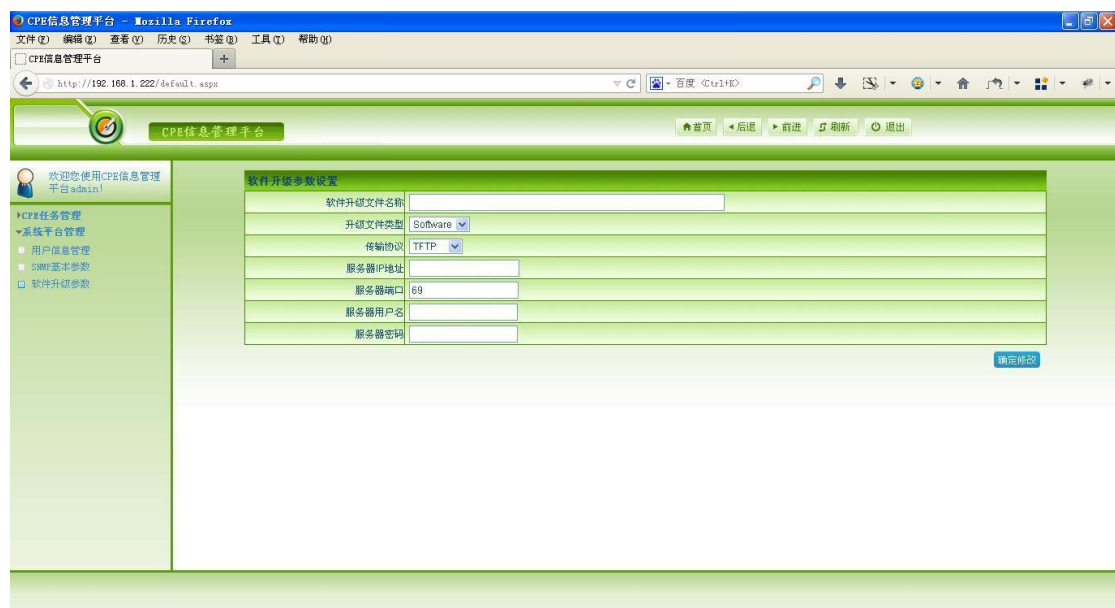 CPE信息管理平台 - Mozilla Firefox
文件(F) 编辑(E) 查看(V) 历史(S) 书签(B) 工具(T) 帮助(H)
CPE信息管理平台 +
http://192.168.1.222/default.aspx 百度 <Ctrl+K>
CPE信息管理平台 首页 后退 前进 刷新 退出
欢迎您使用CPE信息管理
平台admin!
CPE任务管理
系统平台管理
用户信息管理
SNMP基本参数
软件升级参数
软件升级参数设置
软件升级文件名称
升级文件类型 Software
传输协议 TFTP
服务器IP地址
服务器端口 69
服务器用户名
服务器密码
确定修改